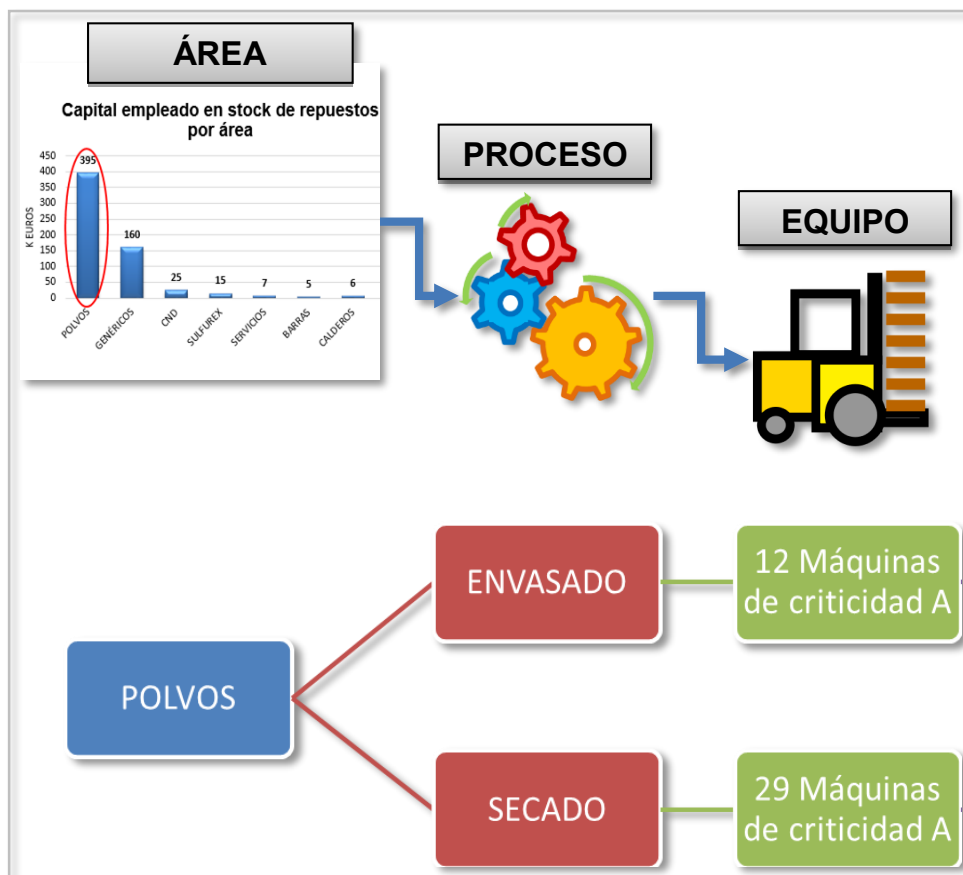 ÁREA
Capital empleado en stock de repuestos
por área
K EUROS
450
400
350
300
250
200
150
100
50
0
395
160
25
15
7
5
6
POLVOS
GENÉRICOS
CND
SULFUREX
SERVICIOS
BARRAS
CALDEROS
PROCESO
EQUIPO
POLVOS
ENVASADO
12 Máquinas
de criticidad A
SECADO
29 Máquinas
de criticidad A